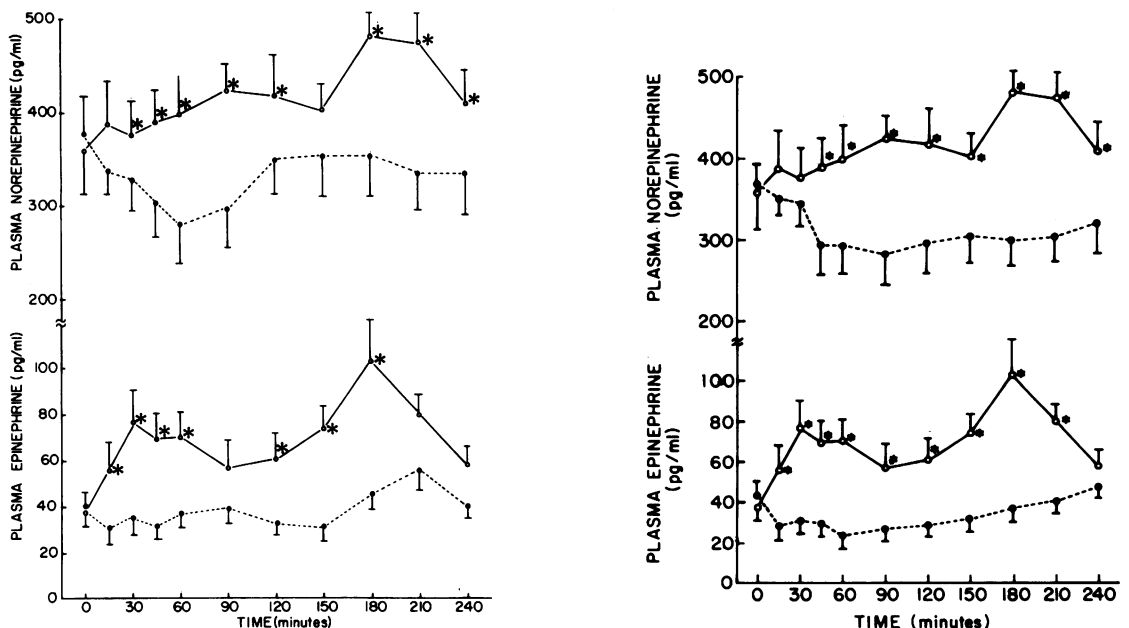 PLASMA NOREPINEPHRINE (pg/ml)
500
400
300
200
PLASMA EPINEPHRINE (pg/ml)
100
80
60
40
20
0
0 30 60 90 120 150 180 210 240
TIME(minutes)
PLASMA NOREPINEPHRINE
(pg/ml)
500
400
300
200
PLASMA EPINEPHRINE
(pg/ml)
100
80
60
40
20
0
0 30 60 90 120 150 180 210 240
TIME (minutes)